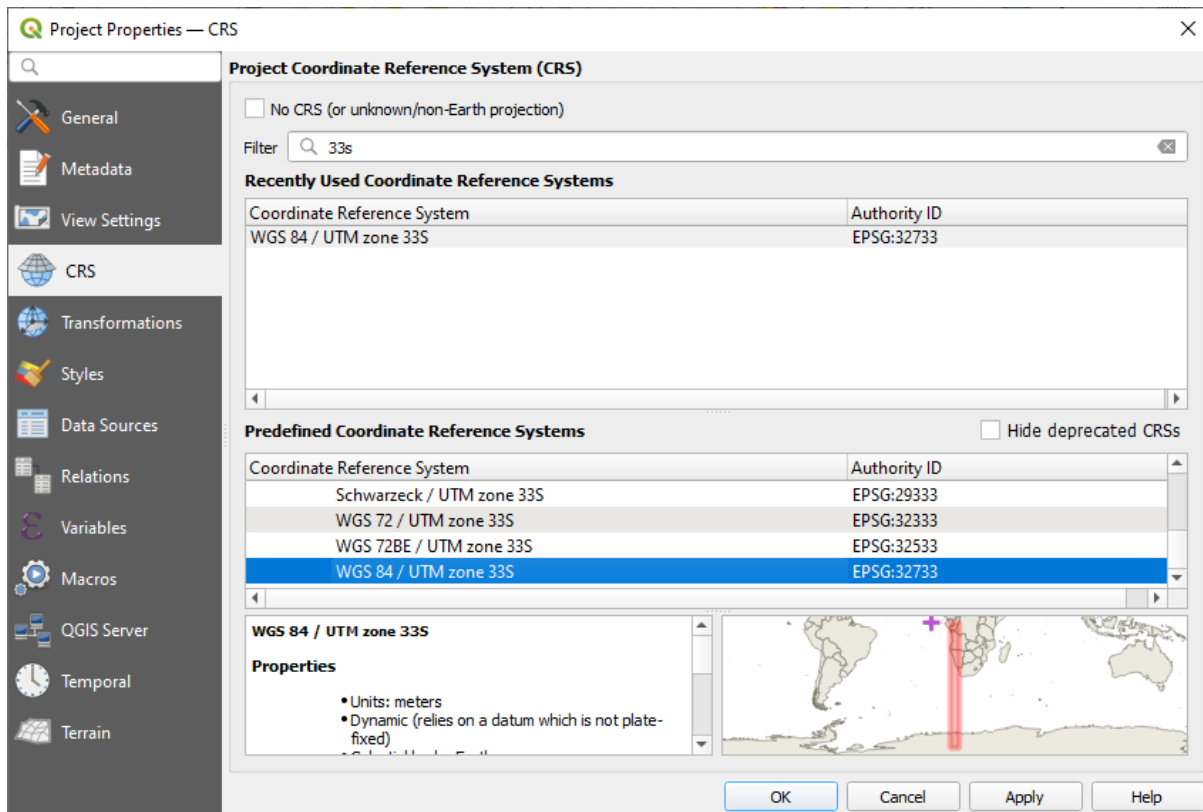 Project Properties — CRS
Project Coordinate Reference System (CRS)
General
Metadata
View Settings
CRS
Transformations
Styles
Data Sources
Relations
Variables
Macros
QGIS Server
Temporal
Terrain
No CRS (or unknown/non-Earth projection)
Filter 33s
Recently Used Coordinate Reference Systems
Coordinate Reference System Authority ID
WGS 84 / UTM zone 33S EPSG:32733
Predefined Coordinate Reference Systems Hide deprecated CRSs
Coordinate Reference System Authority ID
Schwarzeck / UTM zone 33S EPSG:29333
WGS 72 / UTM zone 33S EPSG:32333
WGS 72BE / UTM zone 33S EPSG:32533
WGS 84 / UTM zone 33S EPSG:32733
WGS 84 / UTM zone 33S
Properties
•Units: meters
•Dynamic (relies on a datum which is not plate-
fixed)
OK Cancel Apply Help